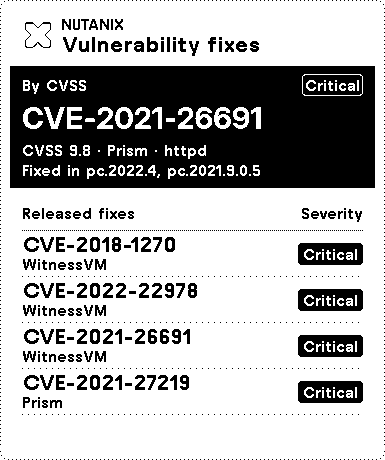 NUTANIX
Vulnerability fixes
By CVSS
Critical
CVE-2021-26691
CVSS 9.8 · Prism · httpd
Fixed in pc.2022.4, pc.2021.9.0.5
Released fixes
Severity
CVE-2018-1270
WitnessVM
Critical
CVE-2022-22978
WitnessVM
Critical
CVE-2021-26691
WitnessVM
Critical
CVE-2021-27219
Prism
Critical